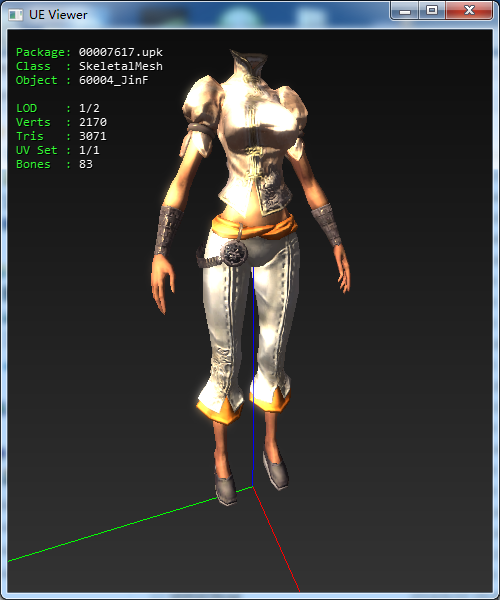 UE Viewer
Package: 00007617.upk
Class : SkeletalMesh
Object : 60004_JinF
LOD : 1/2
Verts : 2170
Tris : 3071
UV Set : 1/1
Bones : 83